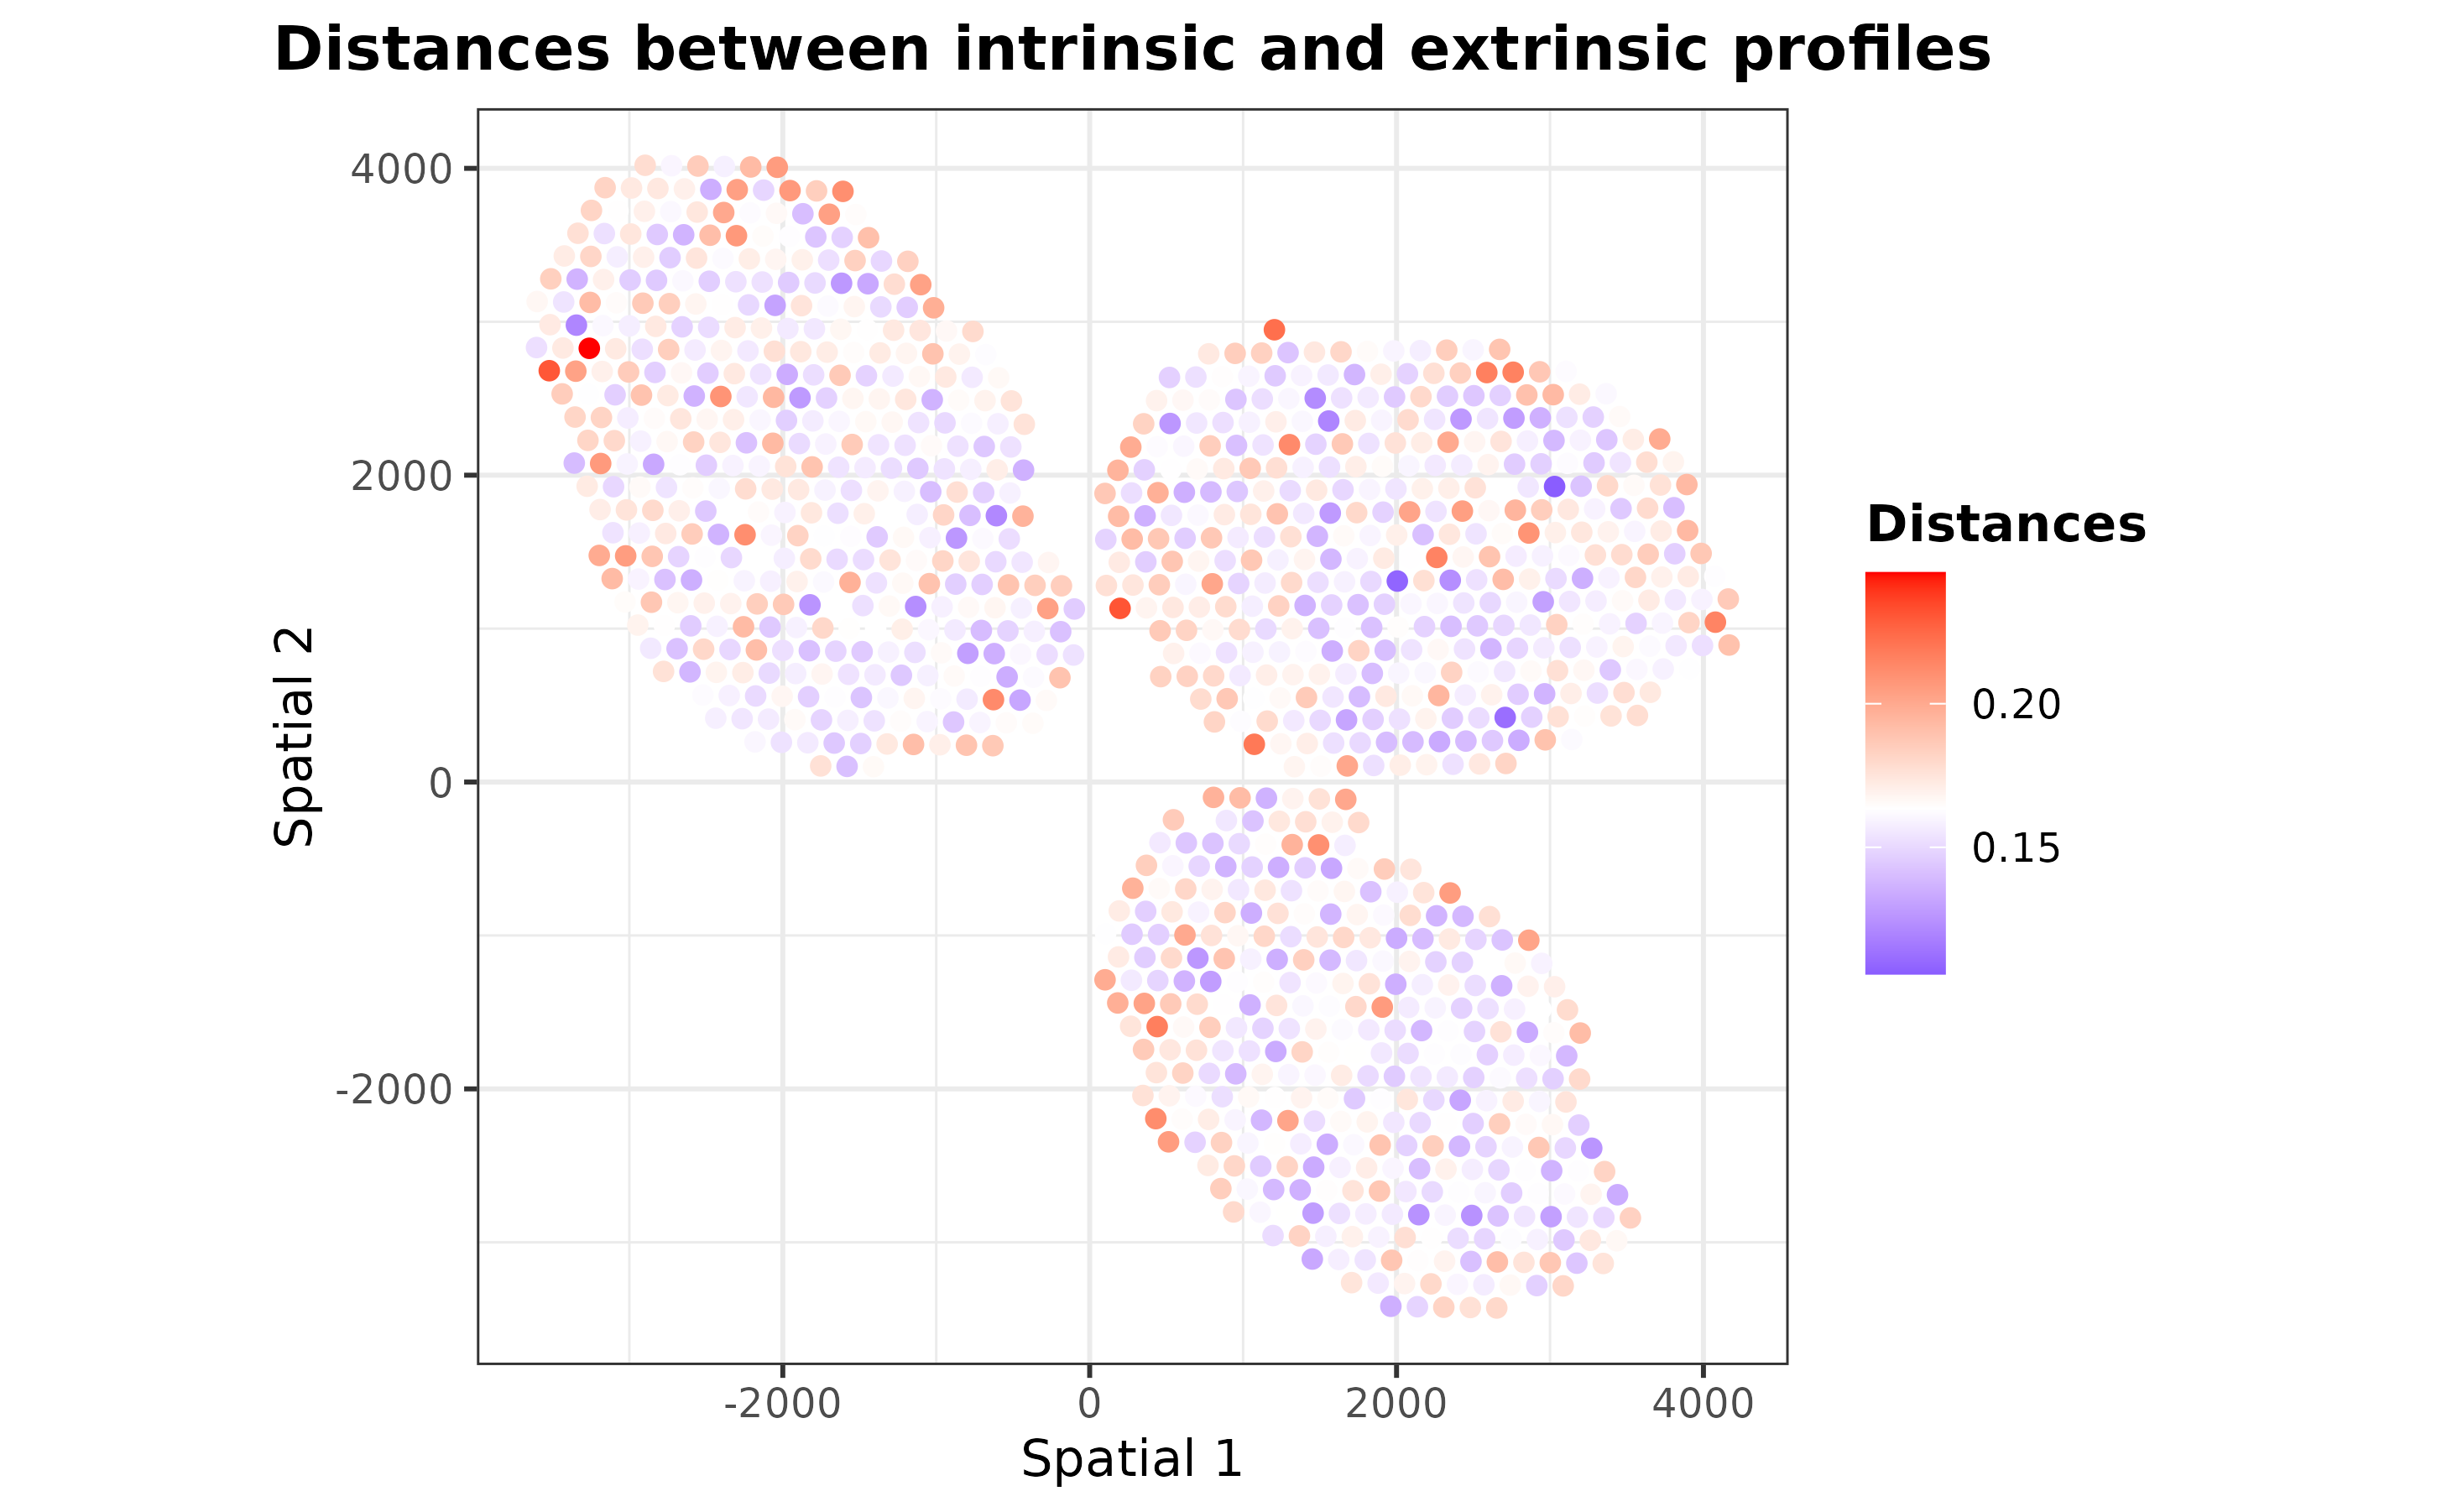 Distances between intrinsic and extrinsic profiles
4000
2000
0
-2000
Spatial 2
-2000
0
2000
4000
Spatial 1
Distances
0.20
0.15